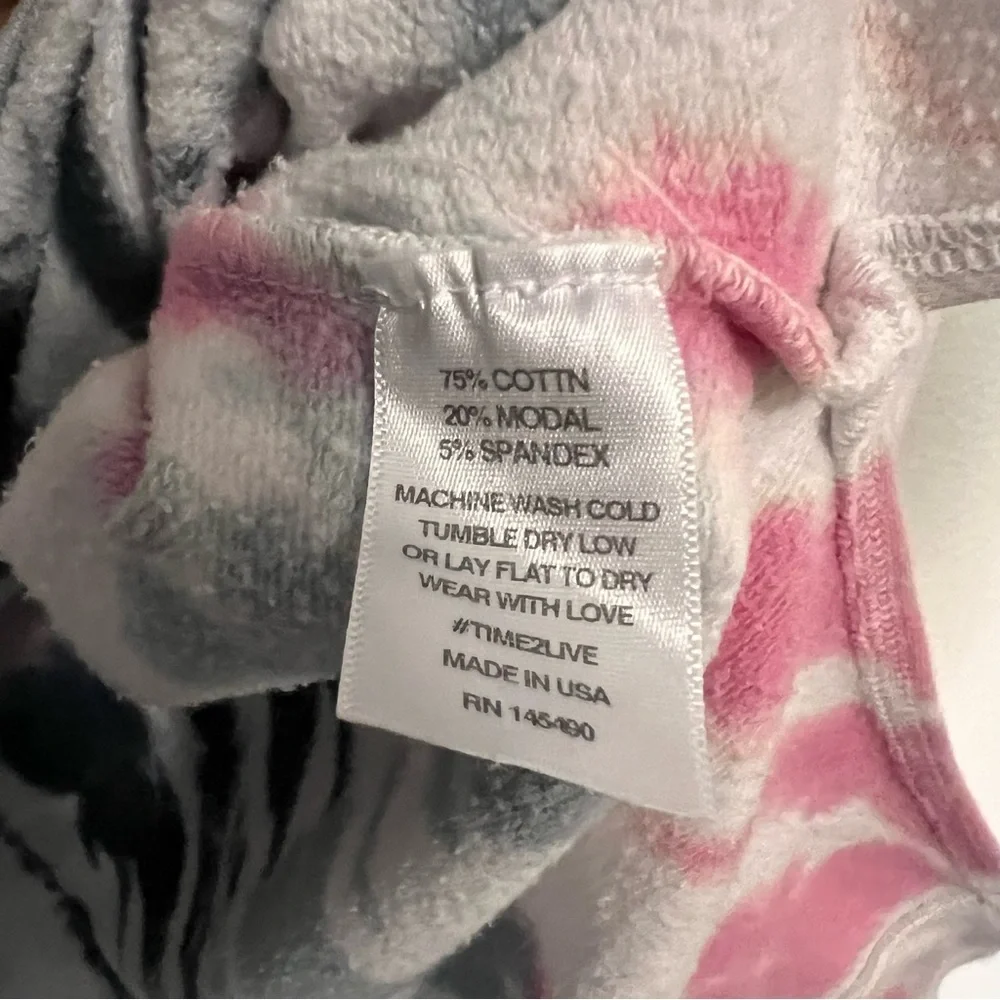 75% COTTN
20% MODAL
5% SPANDEX
MACHINE WASH COLD
TUMBLE DRY LOW
OR LAY FLAT TO DRY
WEAR WITH LOVE
#TIME2LIVE
MADE IN USA
RN 145490